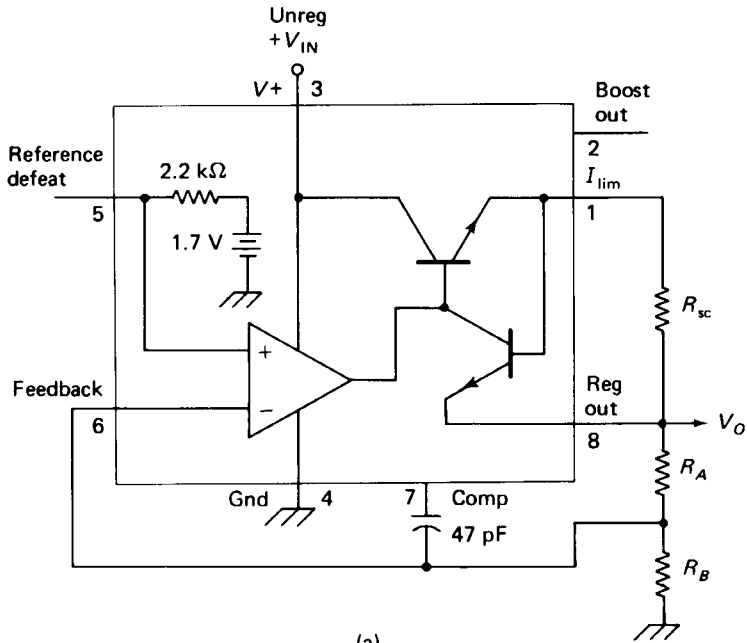 Unreg
+V_IN
V+ 3
Boost
out
2
Reference
defeat
2.2 kΩ
I_lim
5
1
1.7 V
R_sc
+
Feedback
−
6
Reg
out
8
V_O
R_A
Gnd 4
7 Comp
47 pF
R_B
(a)